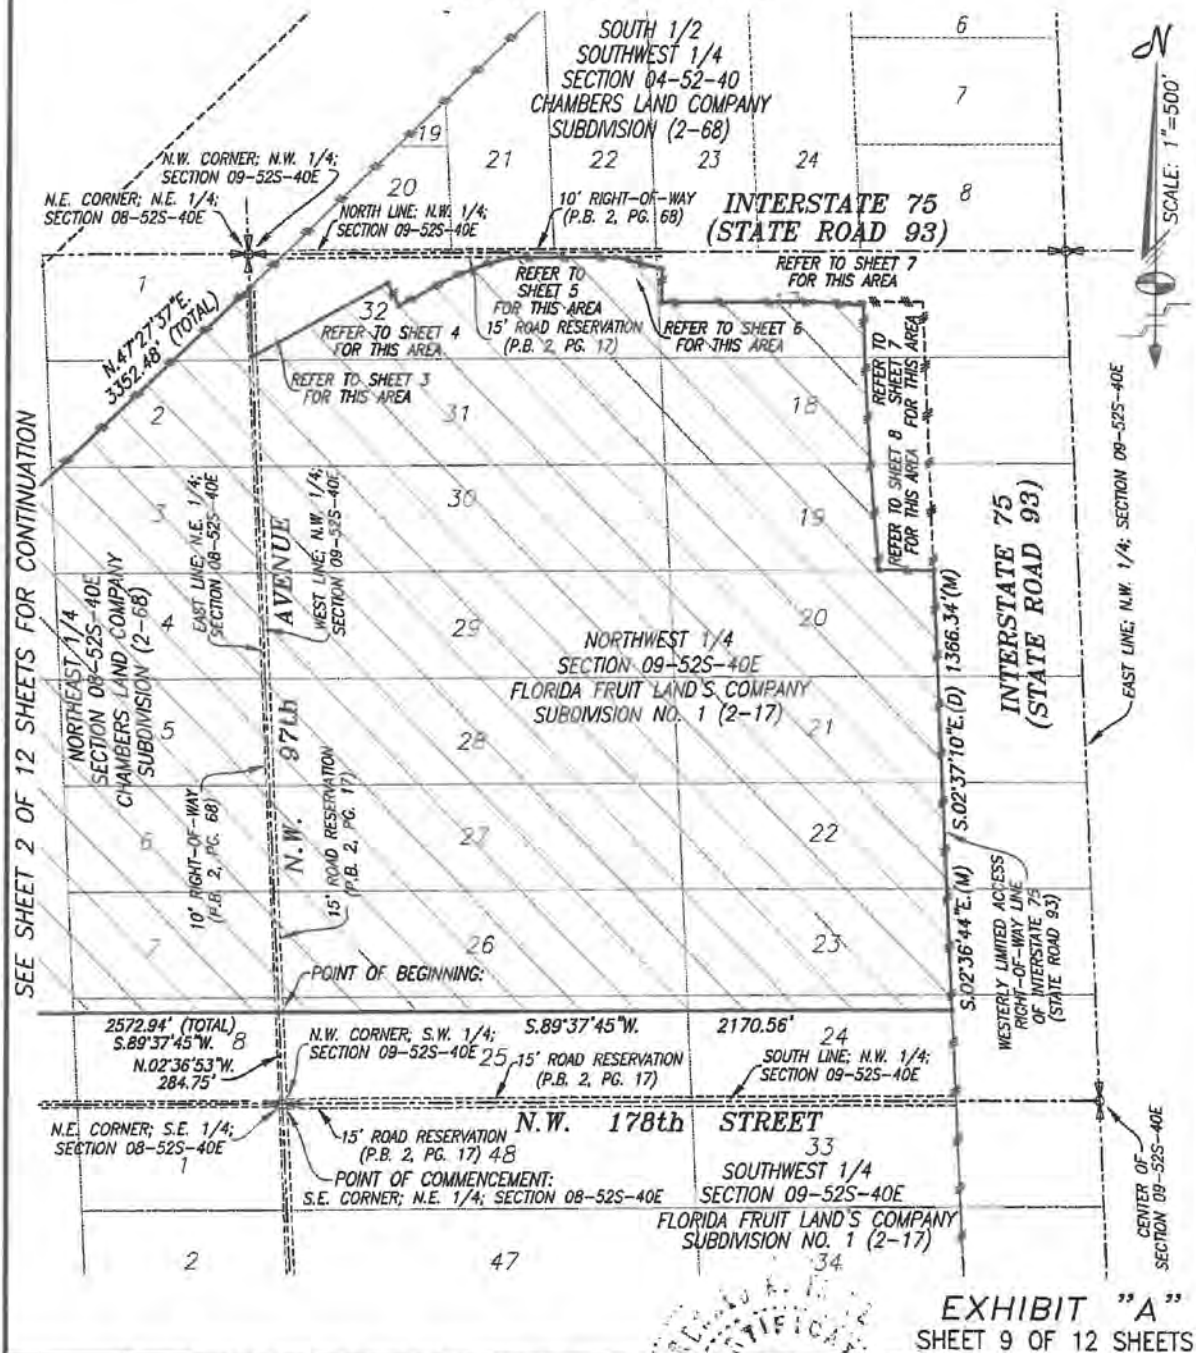 SOUTH 1/2
SOUTHWEST 1/4
SECTION 04-52-40
CHAMBERS LAND COMPANY
SUBDIVISION (2-68)
6
7
8
N
SCALE: 1"=500'
19
20
21
22
23
24
N.W. CORNER; N.W. 1/4;
SECTION 09-52S-40E
N.E. CORNER; N.E. 1/4;
SECTION 08-52S-40E
NORTH LINE; N.W. 1/4;
SECTION 09-52S-40E
10' RIGHT-OF-WAY
(P.B. 2, PG. 68)
INTERSTATE 75
(STATE ROAD 93)
REFER TO SHEET 7
FOR THIS AREA
1
N.47°27'37"E.
3352.48' (TOTAL)
32
REFER TO SHEET 4
FOR THIS AREA
REFER TO
SHEET 5
FOR THIS AREA
15' ROAD RESERVATION
(P.B. 2, PG. 17)
REFER TO SHEET 6
FOR THIS AREA
17
REFER TO SHEET 3
FOR THIS AREA
REFER TO
SHEET 7
FOR THIS AREA
REFER TO SHEET 8
FOR THIS AREA
2
31
18
SEE SHEET 2 OF 12 SHEETS FOR CONTINUATION
3
30
19
EAST LINE; N.E. 1/4;
SECTION 08-52S-40E
WEST LINE; N.W. 1/4;
SECTION 09-52S-40E
N.W. 97th AVENUE
INTERSTATE 75
(STATE ROAD 93)
EAST LINE; N.W. 1/4; SECTION 09-52S-40E
NORTHEAST 1/4
SECTION 08-52S-40E
CHAMBERS LAND COMPANY
SUBDIVISION (2-68)
4
29
20
NORTHWEST 1/4
SECTION 09-52S-40E
FLORIDA FRUIT LAND'S COMPANY
SUBDIVISION NO. 1 (2-17)
S.02°37'10"E.(D) 1366.34'(M)
S.02°36'44"E.(M)
5
28
21
10' RIGHT-OF-WAY
(P.B. 2, PG. 68)
15' ROAD RESERVATION
(P.B. 2, PG. 17)
6
27
22
WESTERLY LIMITED ACCESS
RIGHT-OF-WAY LINE
OF INTERSTATE 75
(STATE ROAD 93)
7
26
23
POINT OF BEGINNING:
2572.94' (TOTAL)
S.89°37'45"W.
8
N.02°36'53"W.
284.75'
N.W. CORNER; S.W. 1/4;
SECTION 09-52S-40E
25
S.89°37'45"W. 2170.56'
24
15' ROAD RESERVATION
(P.B. 2, PG. 17)
SOUTH LINE; N.W. 1/4;
SECTION 09-52S-40E
N.W. 178th STREET
N.E. CORNER; S.E. 1/4;
SECTION 08-52S-40E
1
15' ROAD RESERVATION
(P.B. 2, PG. 17)
48
POINT OF COMMENCEMENT:
S.E. CORNER; N.E. 1/4; SECTION 08-52S-40E
33
SOUTHWEST 1/4
SECTION 09-52S-40E
FLORIDA FRUIT LAND'S COMPANY
SUBDIVISION NO. 1 (2-17)
CENTER OF
SECTION 09-52S-40E
2
47
34
EXHIBIT "A"
SHEET 9 OF 12 SHEETS